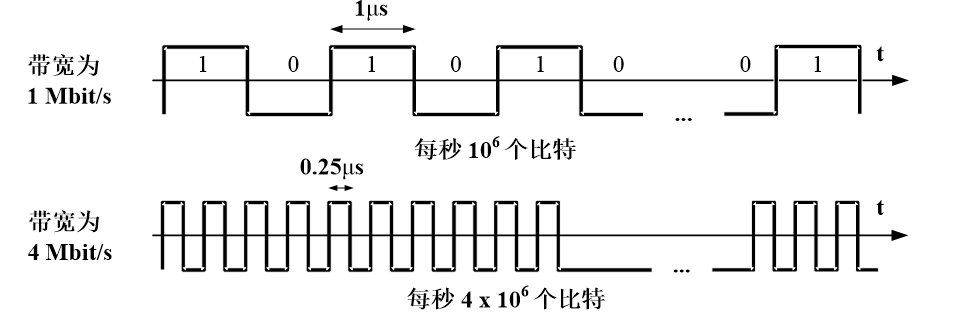 1μs
带宽为
1 Mbit/s
1 0 1 0 1 0 0 1 t
...
每秒 10⁶ 个比特
0.25μs
带宽为
4 Mbit/s
t
...
每秒 4 x 10⁶ 个比特